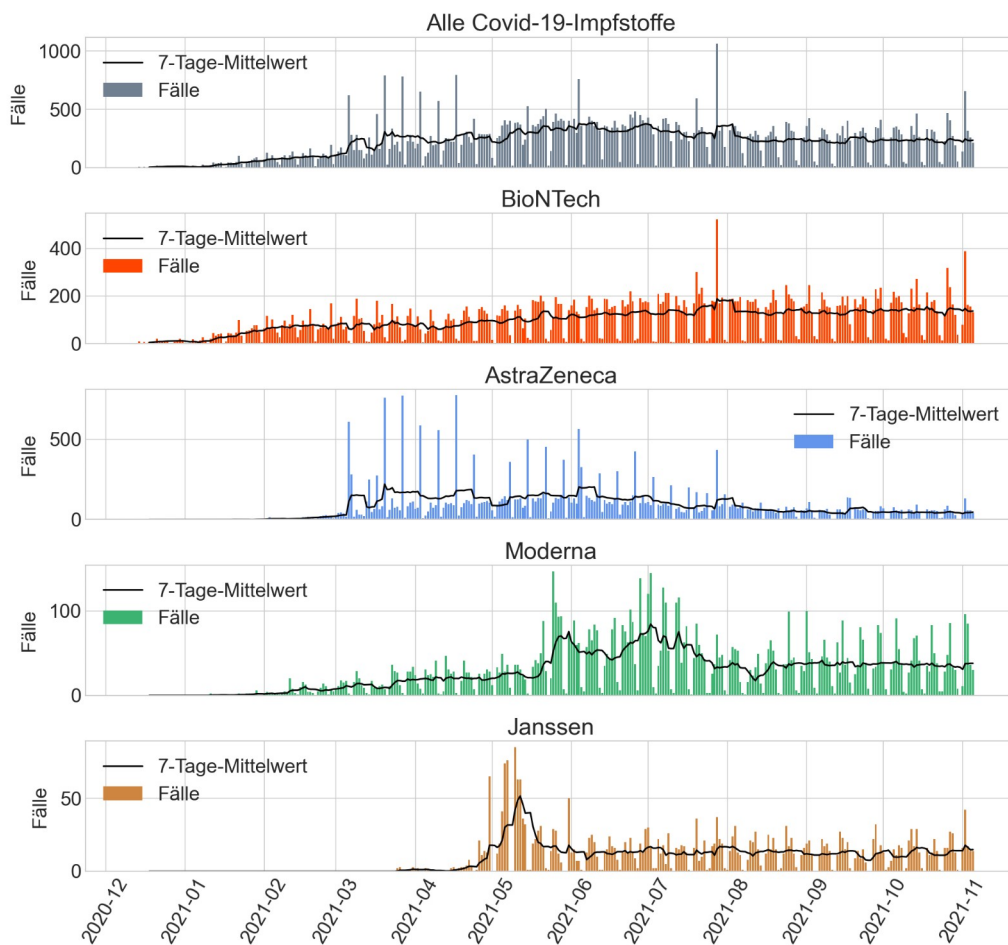 Alle Covid-19-Impfstoffe
1000
500
0
Fälle
7-Tage-Mittelwert
Fälle
BioNTech
400
200
0
Fälle
7-Tage-Mittelwert
Fälle
AstraZeneca
500
0
Fälle
7-Tage-Mittelwert
Fälle
Moderna
100
0
Fälle
7-Tage-Mittelwert
Fälle
Janssen
50
0
Fälle
7-Tage-Mittelwert
Fälle
2020-12
2021-01
2021-02
2021-03
2021-04
2021-05
2021-06
2021-07
2021-08
2021-09
2021-10
2021-11